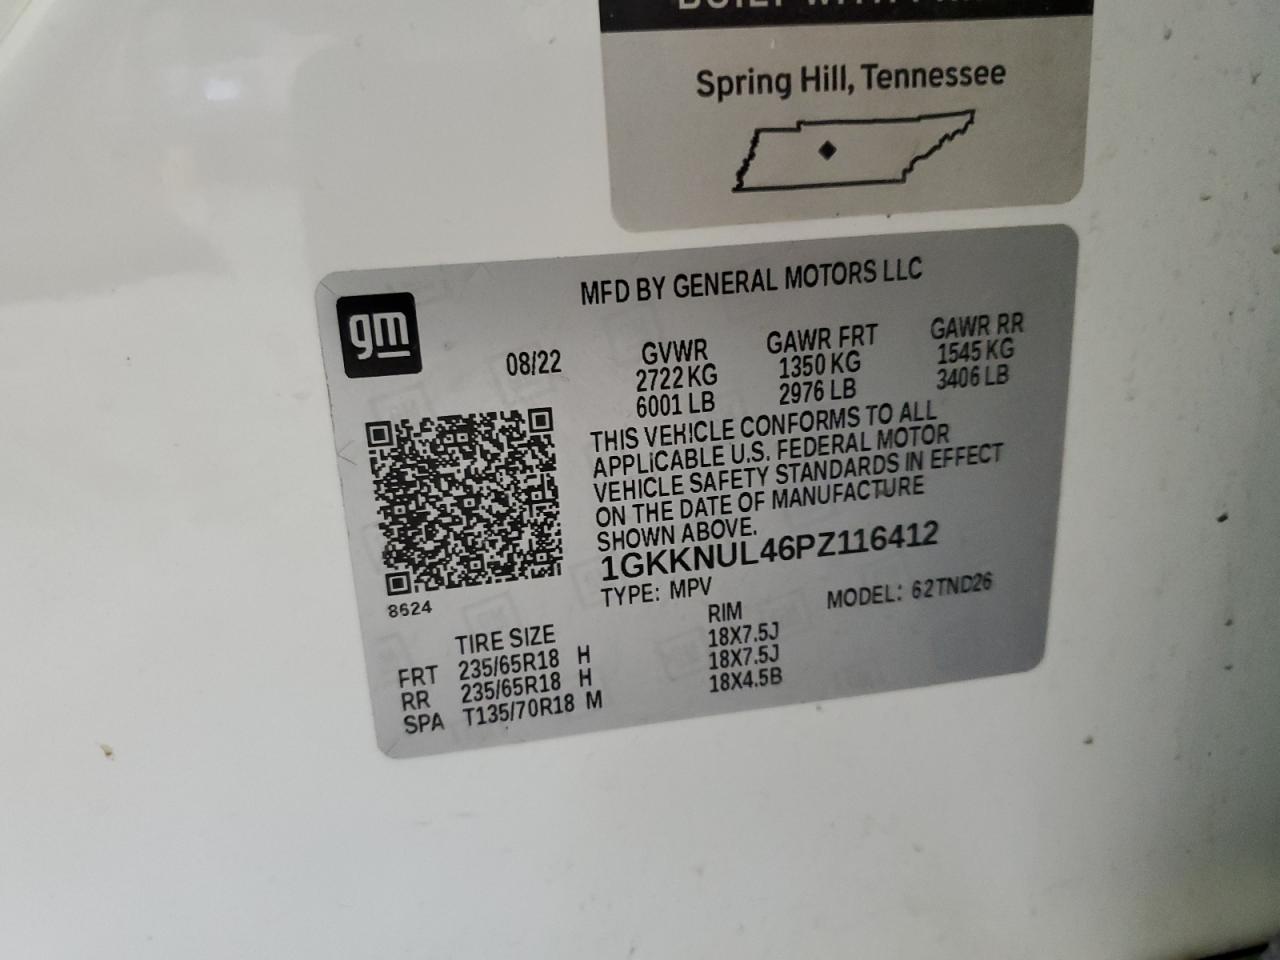 Spring Hill, Tennessee
MFD BY GENERAL MOTORS LLC
gm
08/22
GVWR GAWR FRT GAWR RR
2722 KG 1350 KG 1545 KG
6001 LB 2976 LB 3406 LB
THIS VEHICLE CONFORMS TO ALL
APPLICABLE U.S. FEDERAL MOTOR
VEHICLE SAFETY STANDARDS IN EFFECT
ON THE DATE OF MANUFACTURE
SHOWN ABOVE.
1GKKNUL46PZ116412
TYPE: MPV MODEL: 62TND26
8624
TIRE SIZE RIM
FRT 235/65R18 H 18X7.5J
RR 235/65R18 H 18X7.5J
SPA T135/70R18 M 18X4.5B